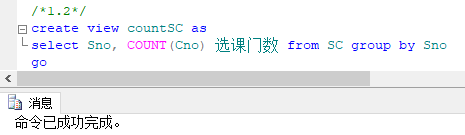 /*1.2*/
create view countSC as
select Sno, COUNT(Cno) 选课门数 from SC group by Sno
go
消息
命令已成功完成。